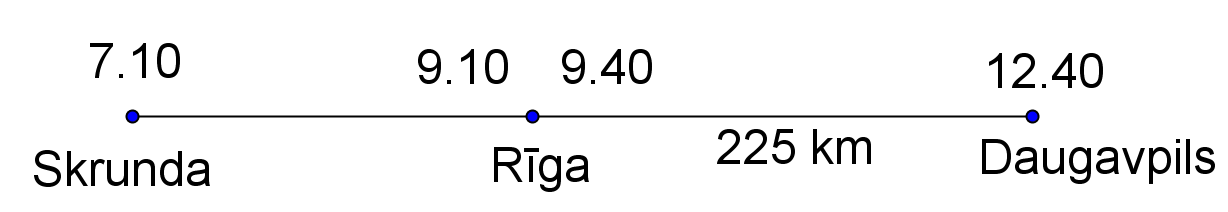 7.10 9.10 9.40 12.40
Skrunda Rīga 225 km Daugavpils